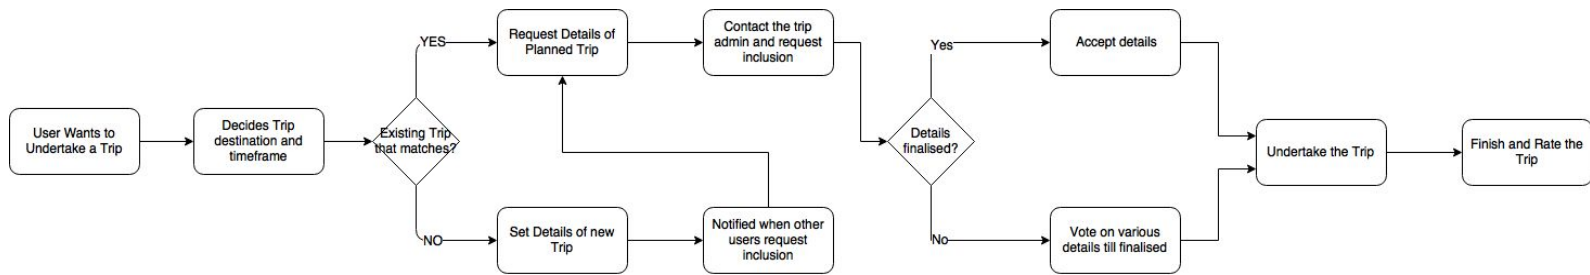 User Wants to
Undertake a Trip
Decides Trip
destination and
timeframe
Existing Trip
that matches?
YES
Request Details of
Planned Trip
Contact the trip
admin and request
inclusion
NO
Set Details of new
Trip
Notified when other
users request
inclusion
Details
finalised?
Yes
Accept details
No
Vote on various
details till finalised
Undertake the Trip
Finish and Rate the
Trip